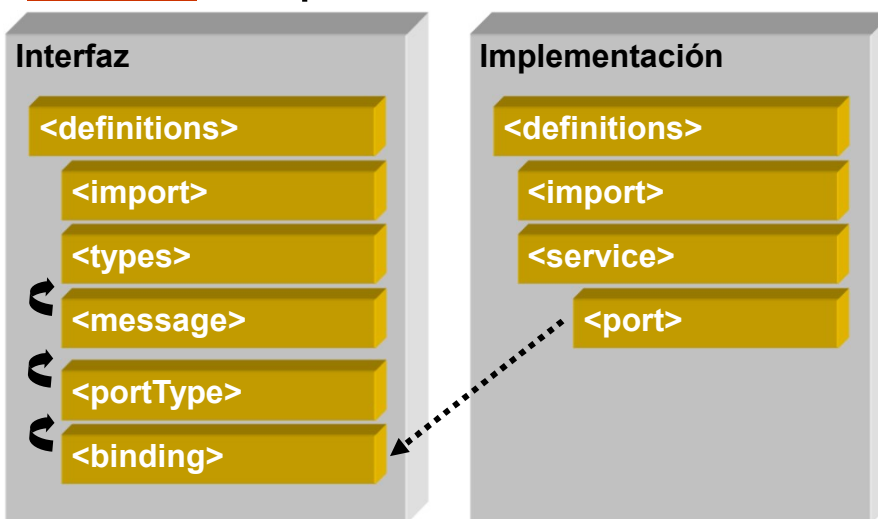 Interfaz
<definitions>
<import>
<types>
<message>
<portType>
<binding>
Implementación
<definitions>
<import>
<service>
<port>